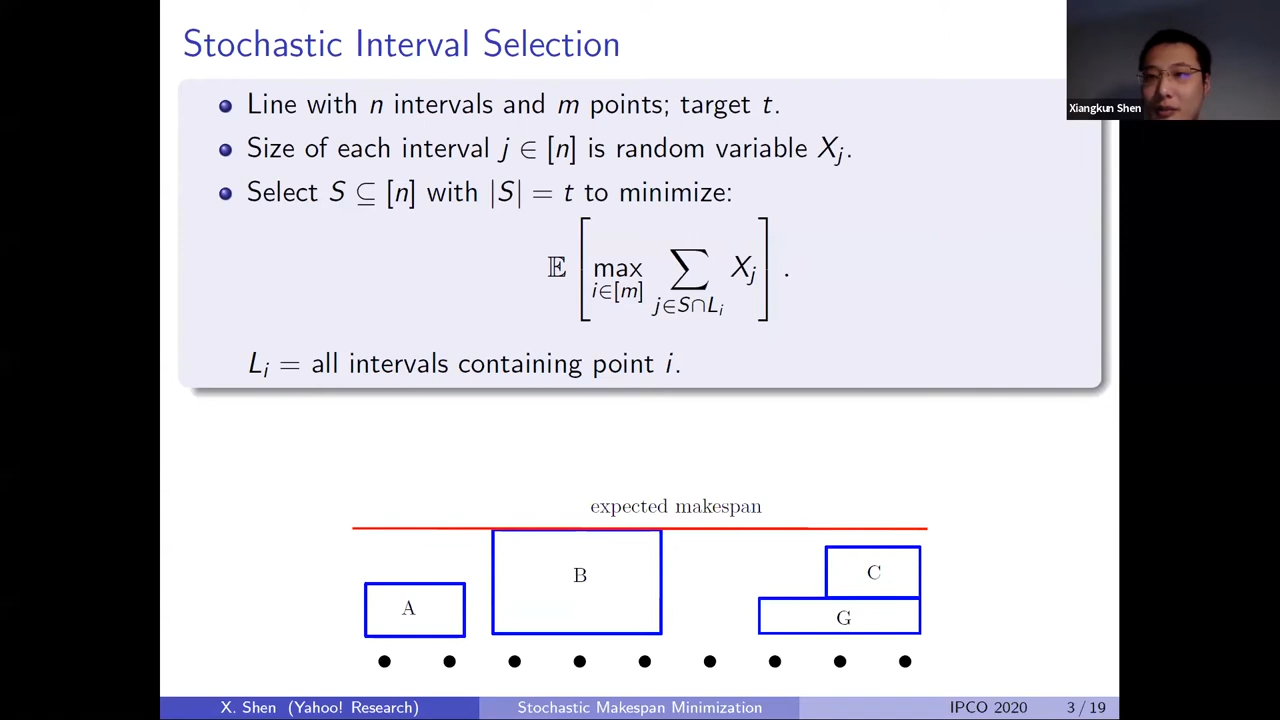 Stochastic Interval Selection
Xiangkun Shen
Line with n intervals and m points; target t.
Size of each interval j ∈ [n] is random variable X_j.
Select S ⊆ [n] with |S| = t to minimize:
𝔼 [ max_{i∈[m]} ∑_{j∈S∩L_i} X_j ] .
L_i = all intervals containing point i.
expected makespan
A
B
C
G
X. Shen (Yahoo! Research) Stochastic Makespan Minimization IPCO 2020 3 / 19